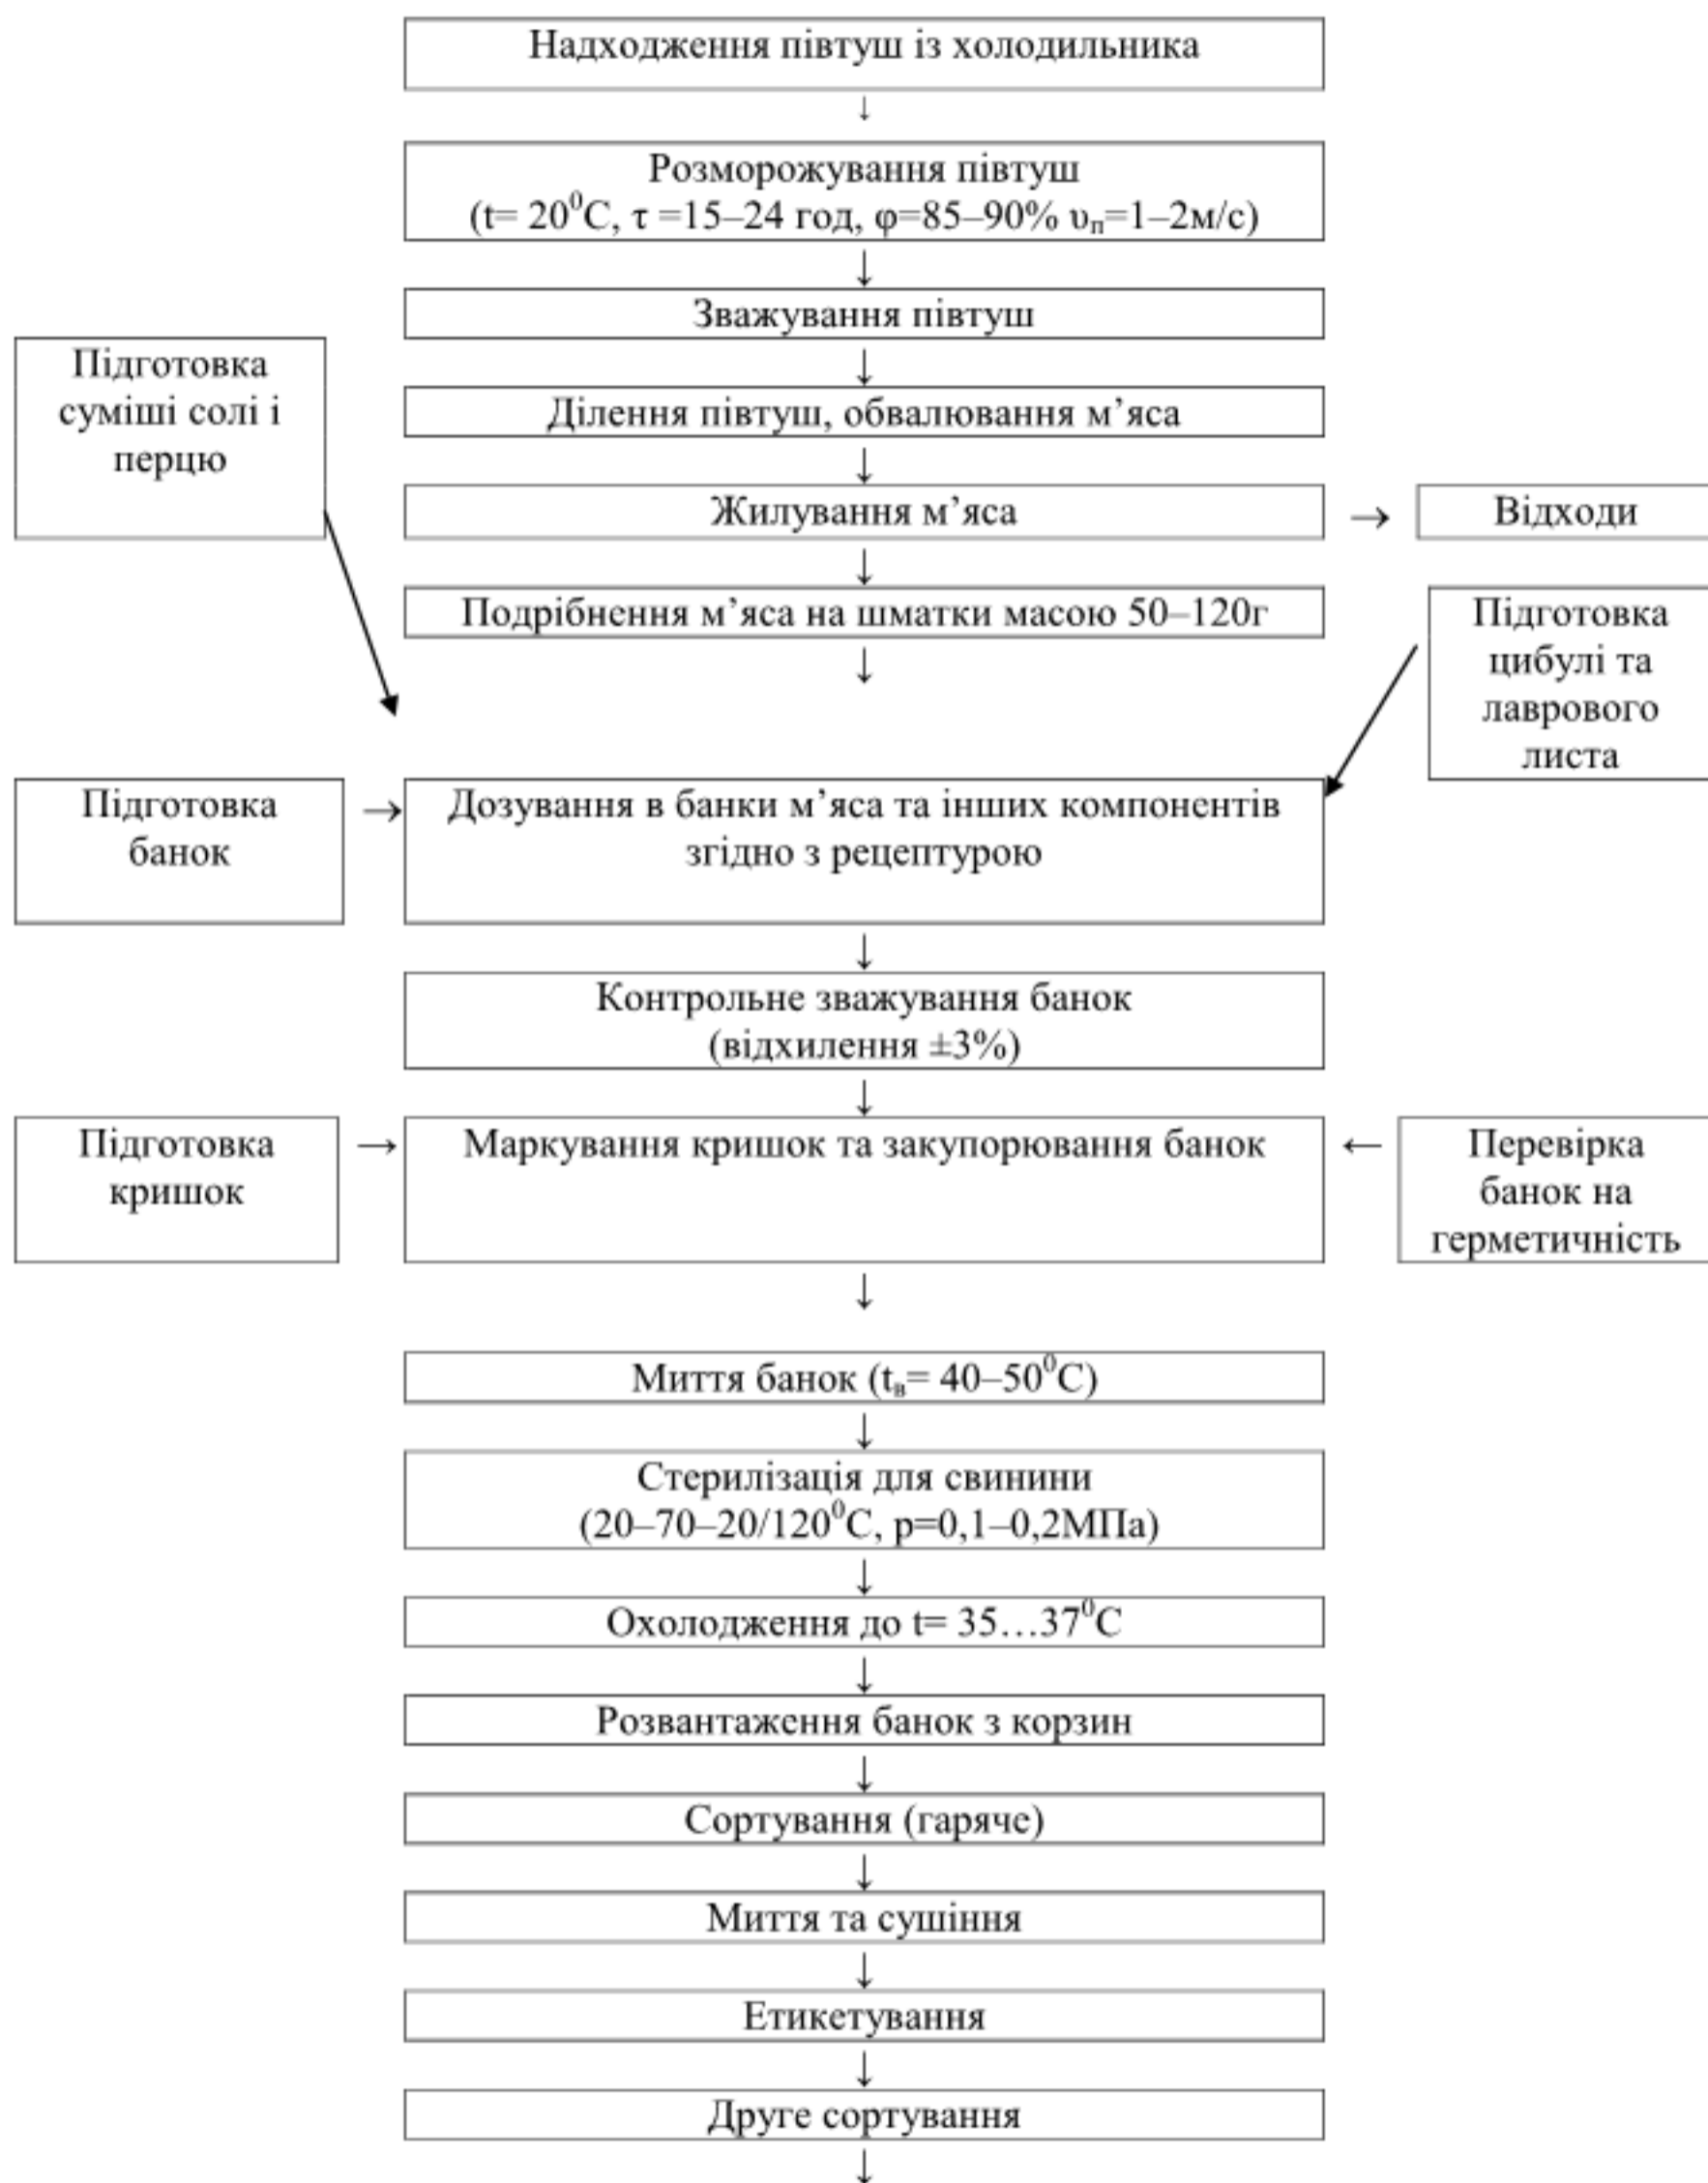 Надходження півтуш із холодильника
↓
Розморожування півтуш
(t= 20⁰С, τ =15–24 год, φ=85–90% υп=1–2м/с)
↓
Зважування півтуш
↓
Підготовка
суміші солі і
перцю
Ділення півтуш, обвалювання м’яса
↓
Жилування м’яса
→
Відходи
↓
Подрібнення м’яса на шматки масою 50–120г
↓
Підготовка
цибулі та
лаврового
листа
Підготовка
банок
→
Дозування в банки м’яса та інших компонентів
згідно з рецептурою
↓
Контрольне зважування банок
(відхилення ±3%)
↓
Підготовка
кришок
→
Маркування кришок та закупорювання банок
←
Перевірка
банок на
герметичність
↓
Миття банок (tв= 40–50⁰С)
↓
Стерилізація для свинини
(20–70–20/120⁰С, р=0,1–0,2МПа)
↓
Охолодження до t= 35…37⁰С
↓
Розвантаження банок з корзин
↓
Сортування (гаряче)
↓
Миття та сушіння
↓
Етикетування
↓
Друге сортування
↓